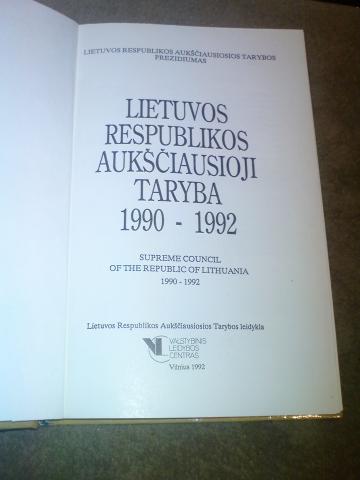 LIETUVOS RESPUBLIKOS AUKŠČIAUSIOSIOS TARYBOS
PREZIDIUMAS
LIETUVOS
RESPUBLIKOS
AUKŠČIAUSIOJI
TARYBA
1990 - 1992
SUPREME COUNCIL
OF THE REPUBLIC OF LITHUANIA
1990 - 1992
Lietuvos Respublikos Aukščiausiosios Tarybos leidykla
VALSTYBINIS
LEIDYBOS
CENTRAS
Vilnius 1992